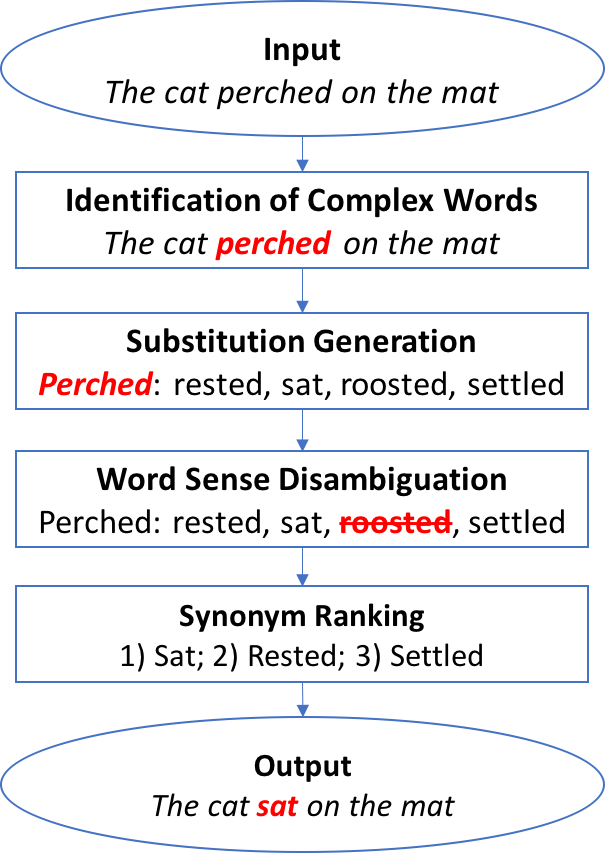 Input
The cat perched on the mat
Identification of Complex Words
The cat perched on the mat
Substitution Generation
Perched: rested, sat, roosted, settled
Word Sense Disambiguation
Perched: rested, sat, roosted, settled
Synonym Ranking
1) Sat; 2) Rested; 3) Settled
Output
The cat sat on the mat